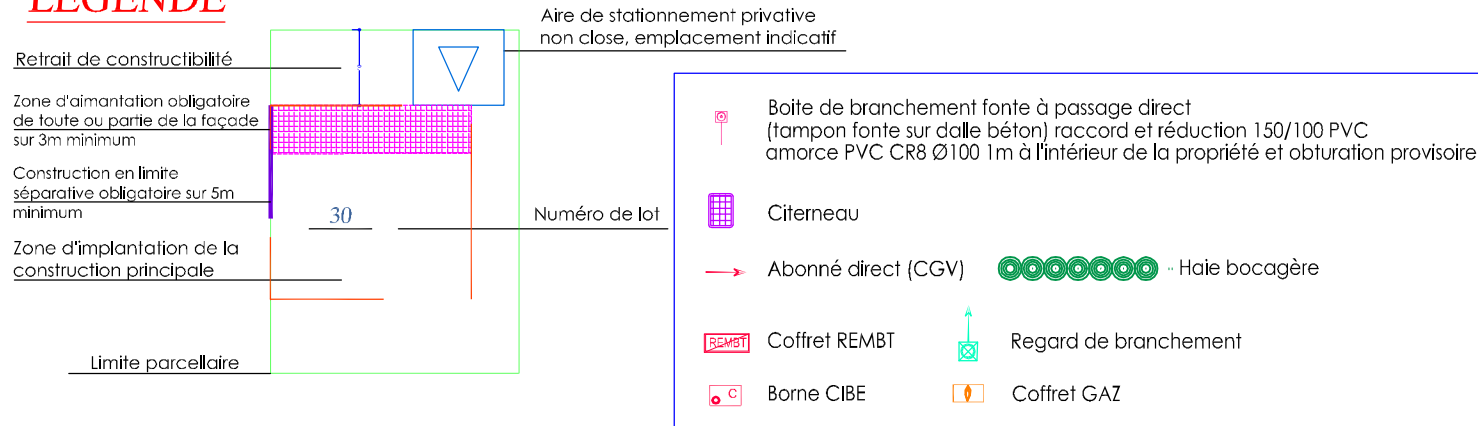 LEGENDE
Aire de stationnement privative
non close, emplacement indicatif
Retrait de constructibilité
Zone d'aimantation obligatoire
de toute ou partie de la façade
sur 3m minimum
Construction en limite
séparative obligatoire sur 5m
minimum
30
Numéro de lot
Zone d'implantation de la
construction principale
Limite parcellaire
Boite de branchement fonte à passage direct
(tampon fonte sur dalle béton) raccord et réduction 150/100 PVC
amorce PVC CR8 Ø100 1m à l'intérieur de la propriété et obturation provisoire
Citerneau
Abonné direct (CGV)
Haie bocagère
REMBT
Coffret REMBT
Regard de branchement
C
Borne CIBE
Coffret GAZ